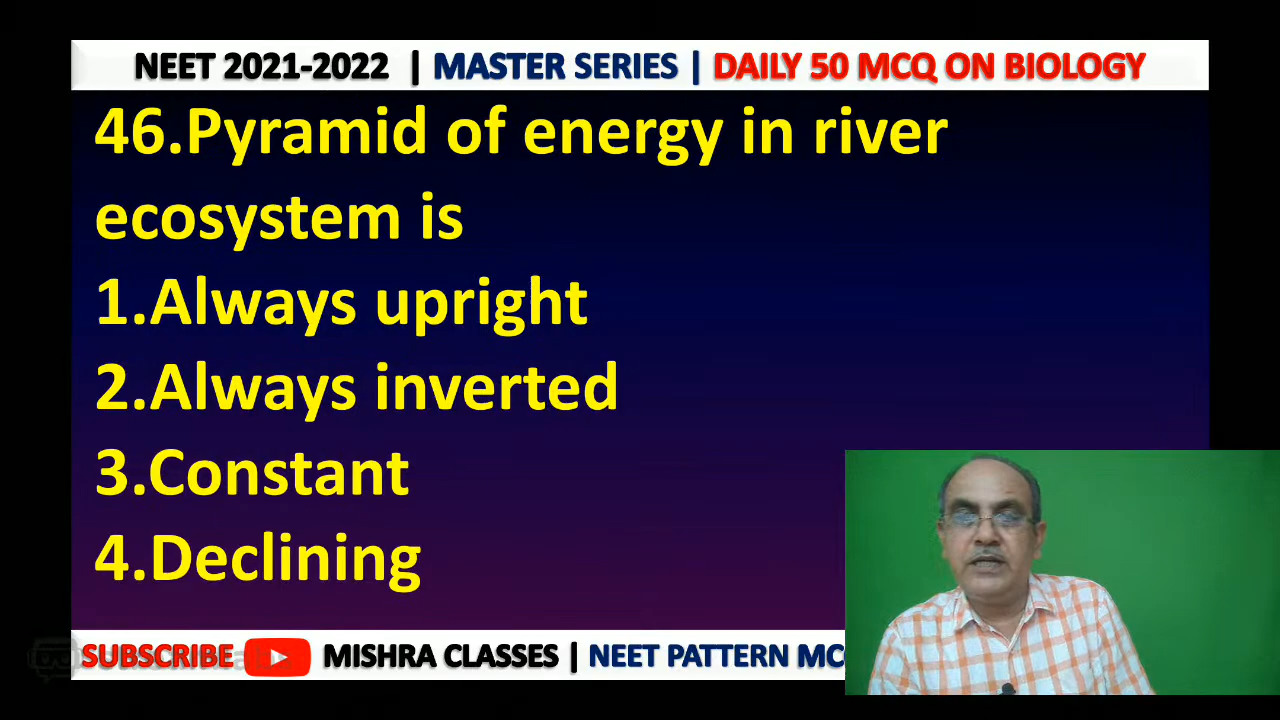 NEET 2021-2022 | MASTER SERIES | DAILY 50 MCQ ON BIOLOGY
46.Pyramid of energy in river
ecosystem is
1.Always upright
2.Always inverted
3.Constant
4.Declining
SUBSCRIBE MISHRA CLASSES | NEET PATTERN MC